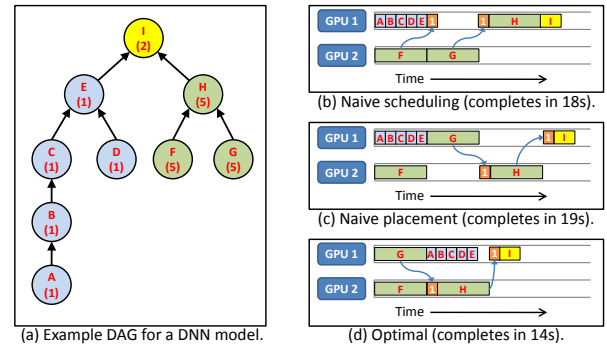 I
(2)
E
(1)
H
(5)
C
(1)
D
(1)
F
(5)
G
(5)
B
(1)
A
(1)
(a) Example DAG for a DNN model.
GPU 1 A B C D E 1 1 H I
GPU 2 F G
Time
(b) Naive scheduling (completes in 18s).
GPU 1 A B C D E G 1 I
GPU 2 F 1 H
Time
(c) Naive placement (completes in 19s).
GPU 1 G A B C D E 1 I
GPU 2 F 1 H
Time
(d) Optimal (completes in 14s).